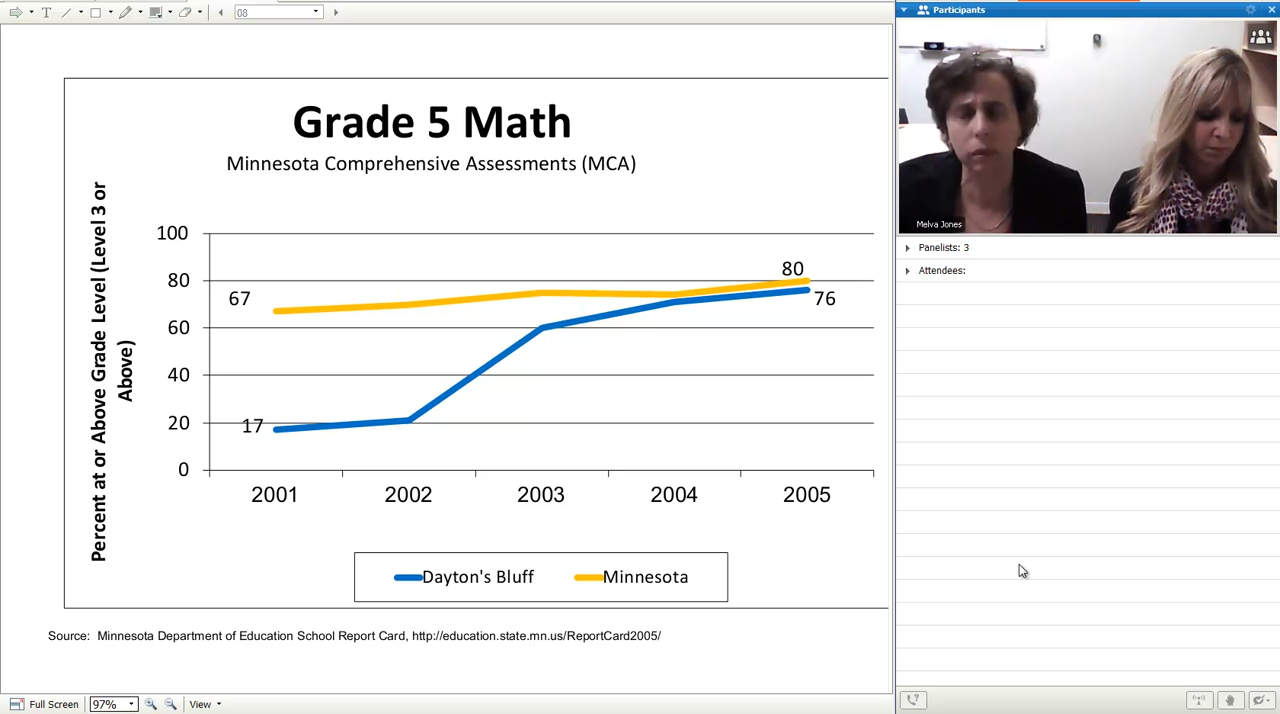 08
Grade 5 Math
Minnesota Comprehensive Assessments (MCA)
Percent at or Above Grade Level (Level 3 or
Above)
100
80
60
40
20
0
67
17
80
76
2001 2002 2003 2004 2005
Dayton's Bluff Minnesota
Source: Minnesota Department of Education School Report Card, http://education.state.mn.us/ReportCard2005/
Full Screen 97% View
Participants
Melva Jones
Panelists: 3
Attendees: